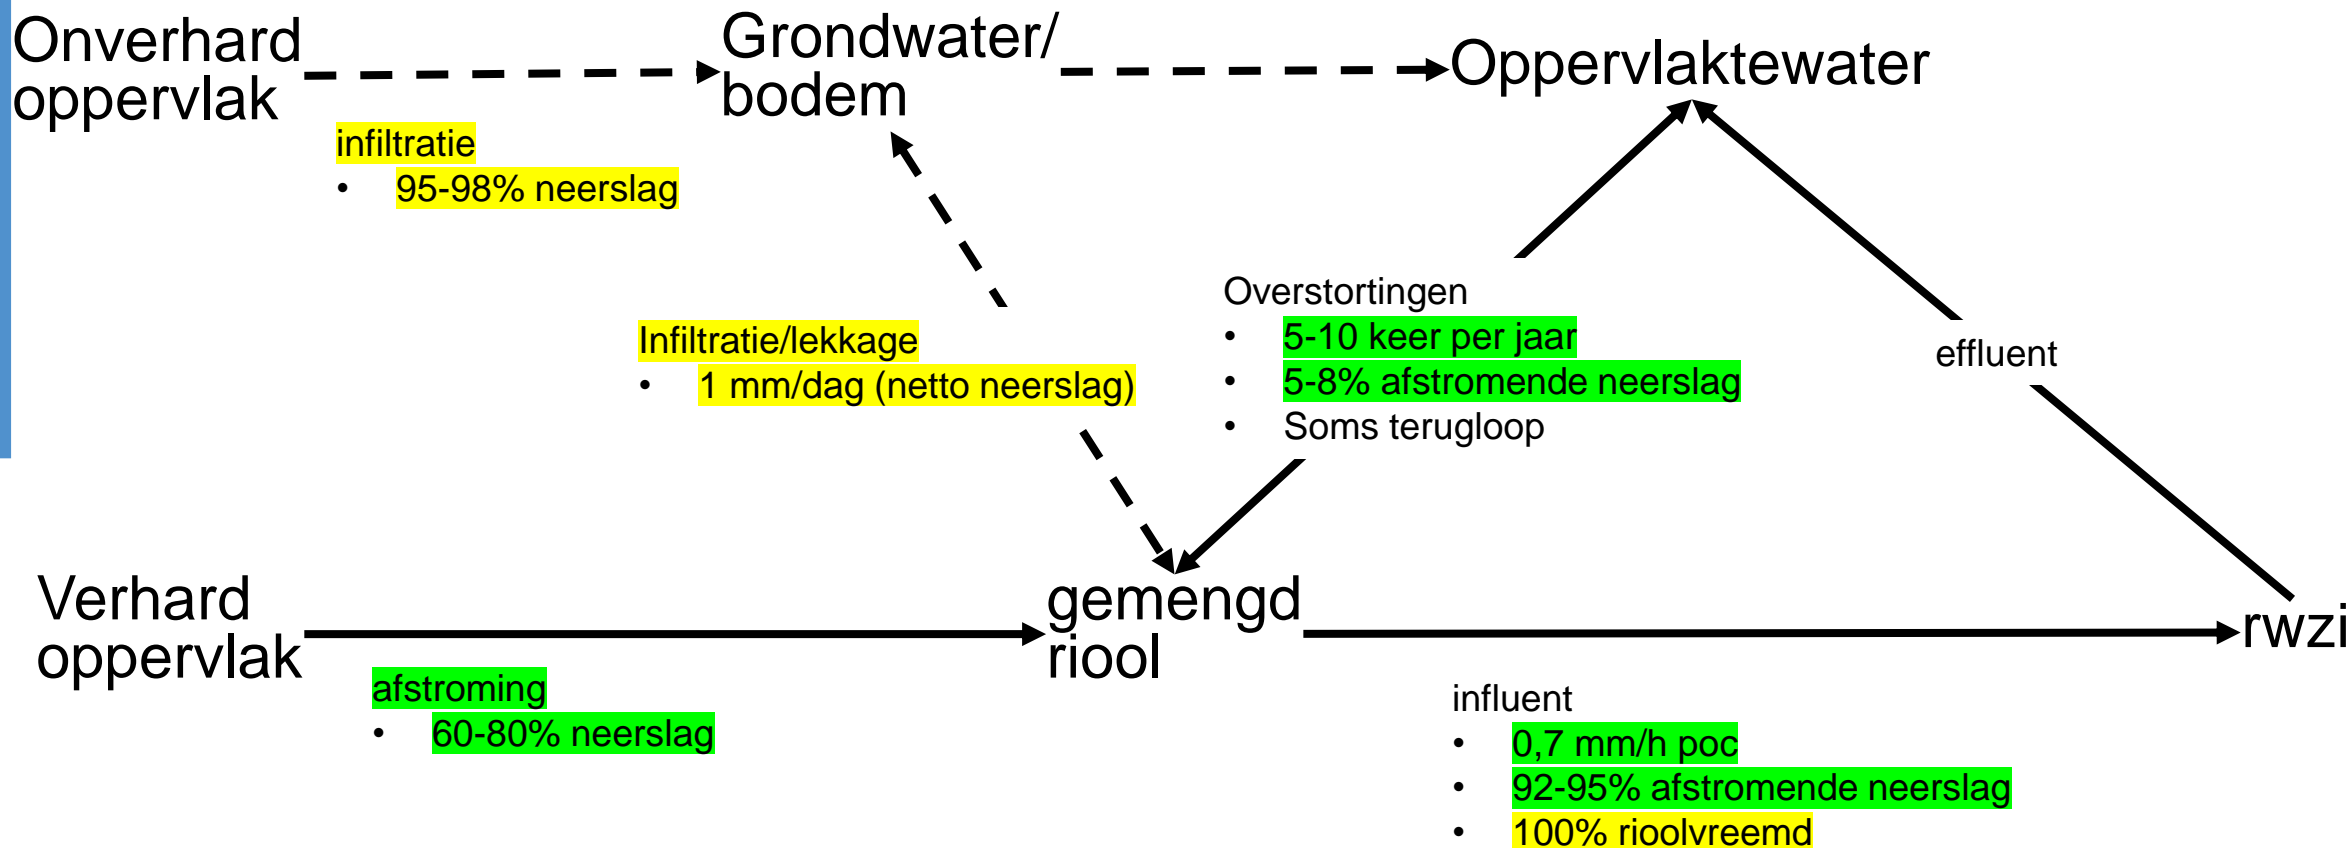 Onverhard
oppervlak
Grondwater/
bodem
Oppervlaktewater
infiltratie
• 95-98% neerslag
Infiltratie/lekkage
• 1 mm/dag (netto neerslag)
Overstortingen
• 5-10 keer per jaar
• 5-8% afstromende neerslag
• Soms terugloop
effluent
Verhard
oppervlak
gemengd
riool
rwzi
afstroming
• 60-80% neerslag
influent
• 0,7 mm/h poc
• 92-95% afstromende neerslag
• 100% rioolvreemd